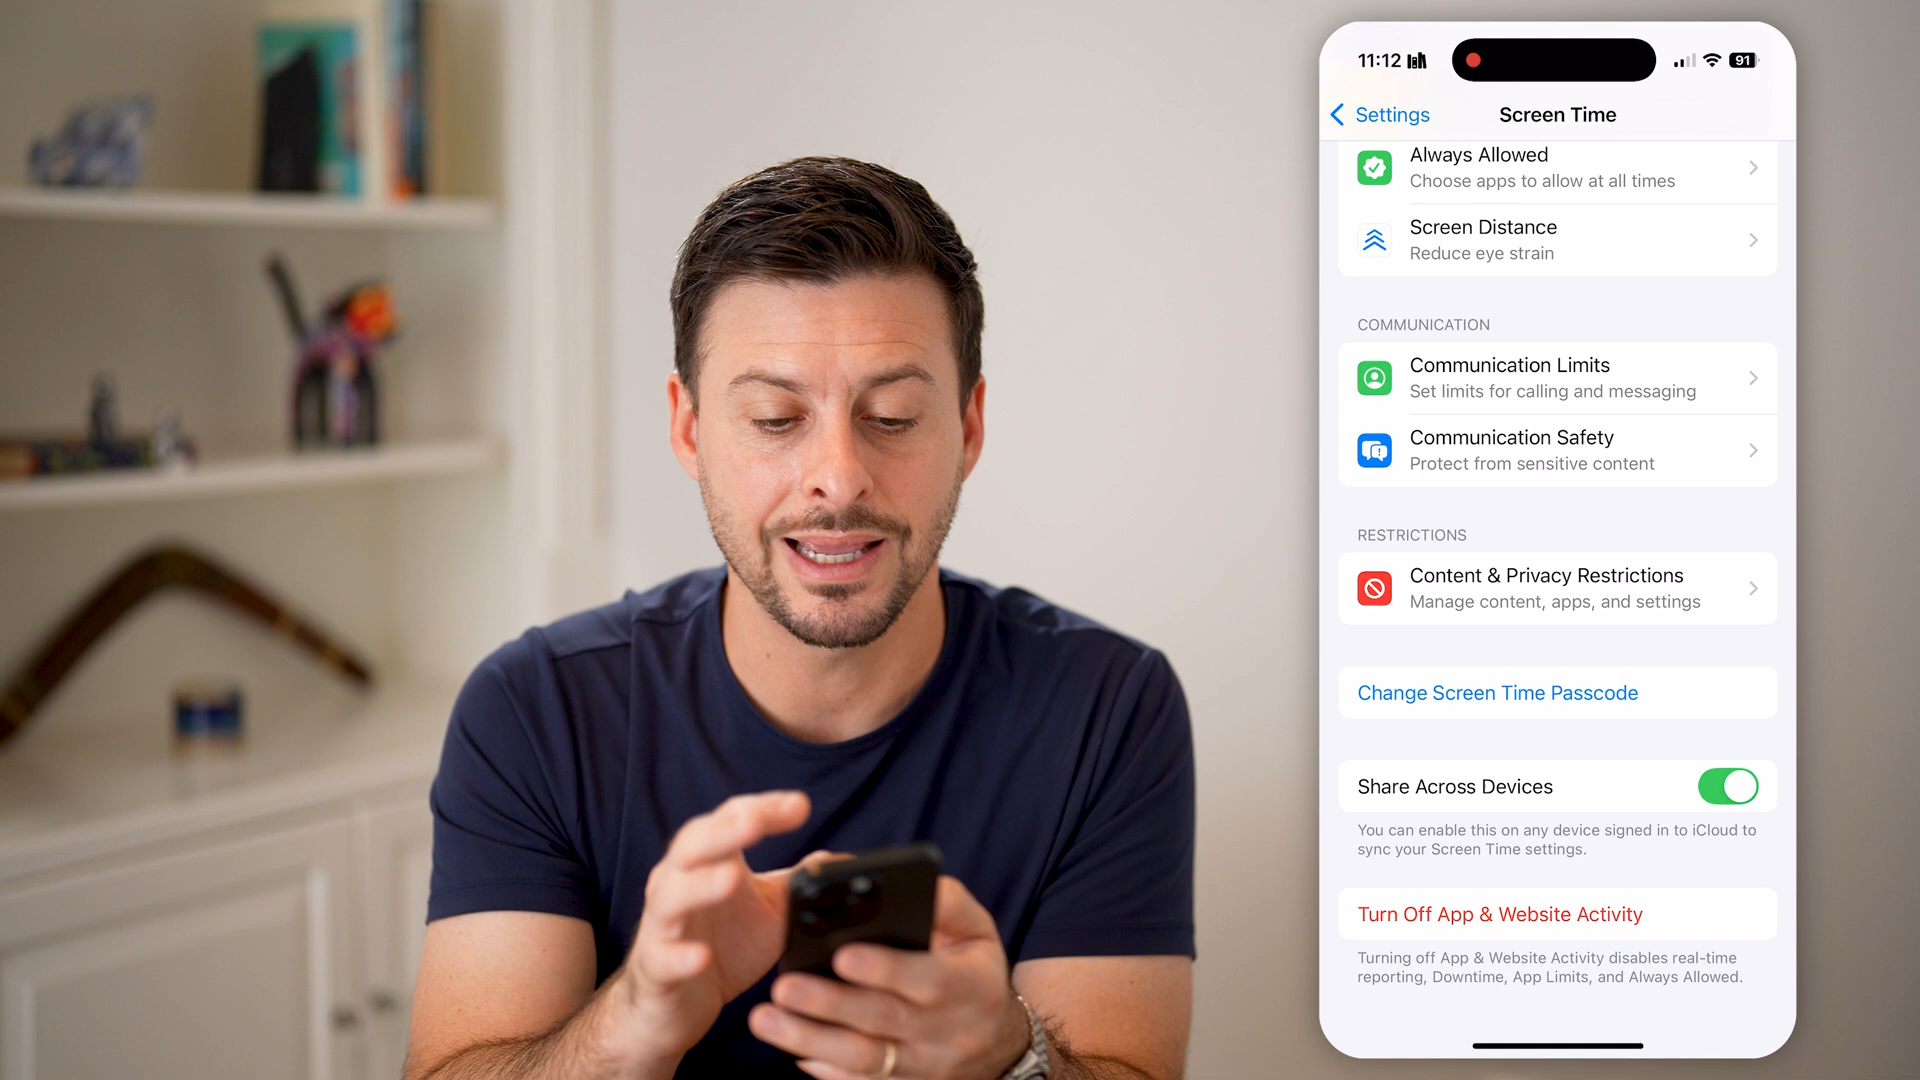 11:12
91
Settings
Screen Time
Always Allowed
Choose apps to allow at all times
Screen Distance
Reduce eye strain
COMMUNICATION
Communication Limits
Set limits for calling and messaging
Communication Safety
Protect from sensitive content
RESTRICTIONS
Content & Privacy Restrictions
Manage content, apps, and settings
Change Screen Time Passcode
Share Across Devices
You can enable this on any device signed in to iCloud to
sync your Screen Time settings.
Turn Off App & Website Activity
Turning off App & Website Activity disables real-time
reporting, Downtime, App Limits, and Always Allowed.